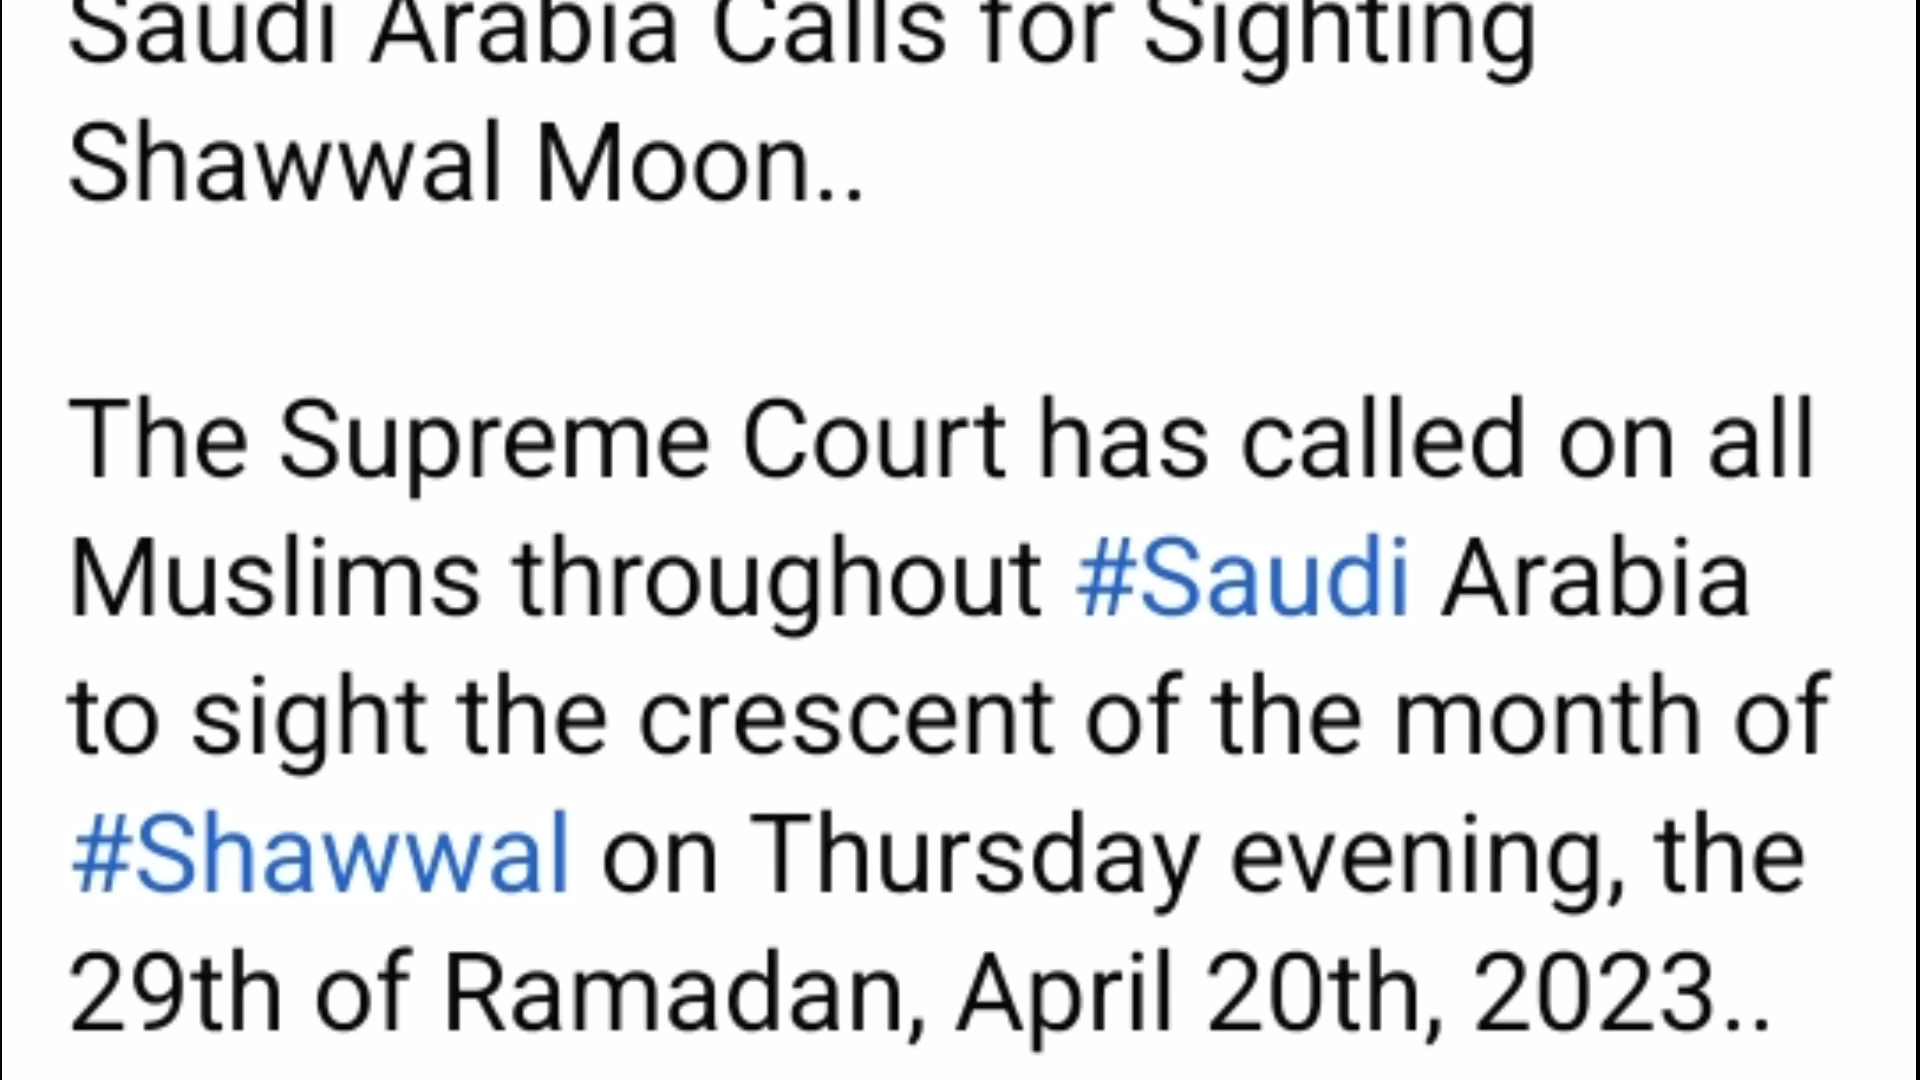 Saudi Arabia Calls for Sighting
Shawwal Moon..
The Supreme Court has called on all
Muslims throughout #Saudi Arabia
to sight the crescent of the month of
#Shawwal on Thursday evening, the
29th of Ramadan, April 20th, 2023..